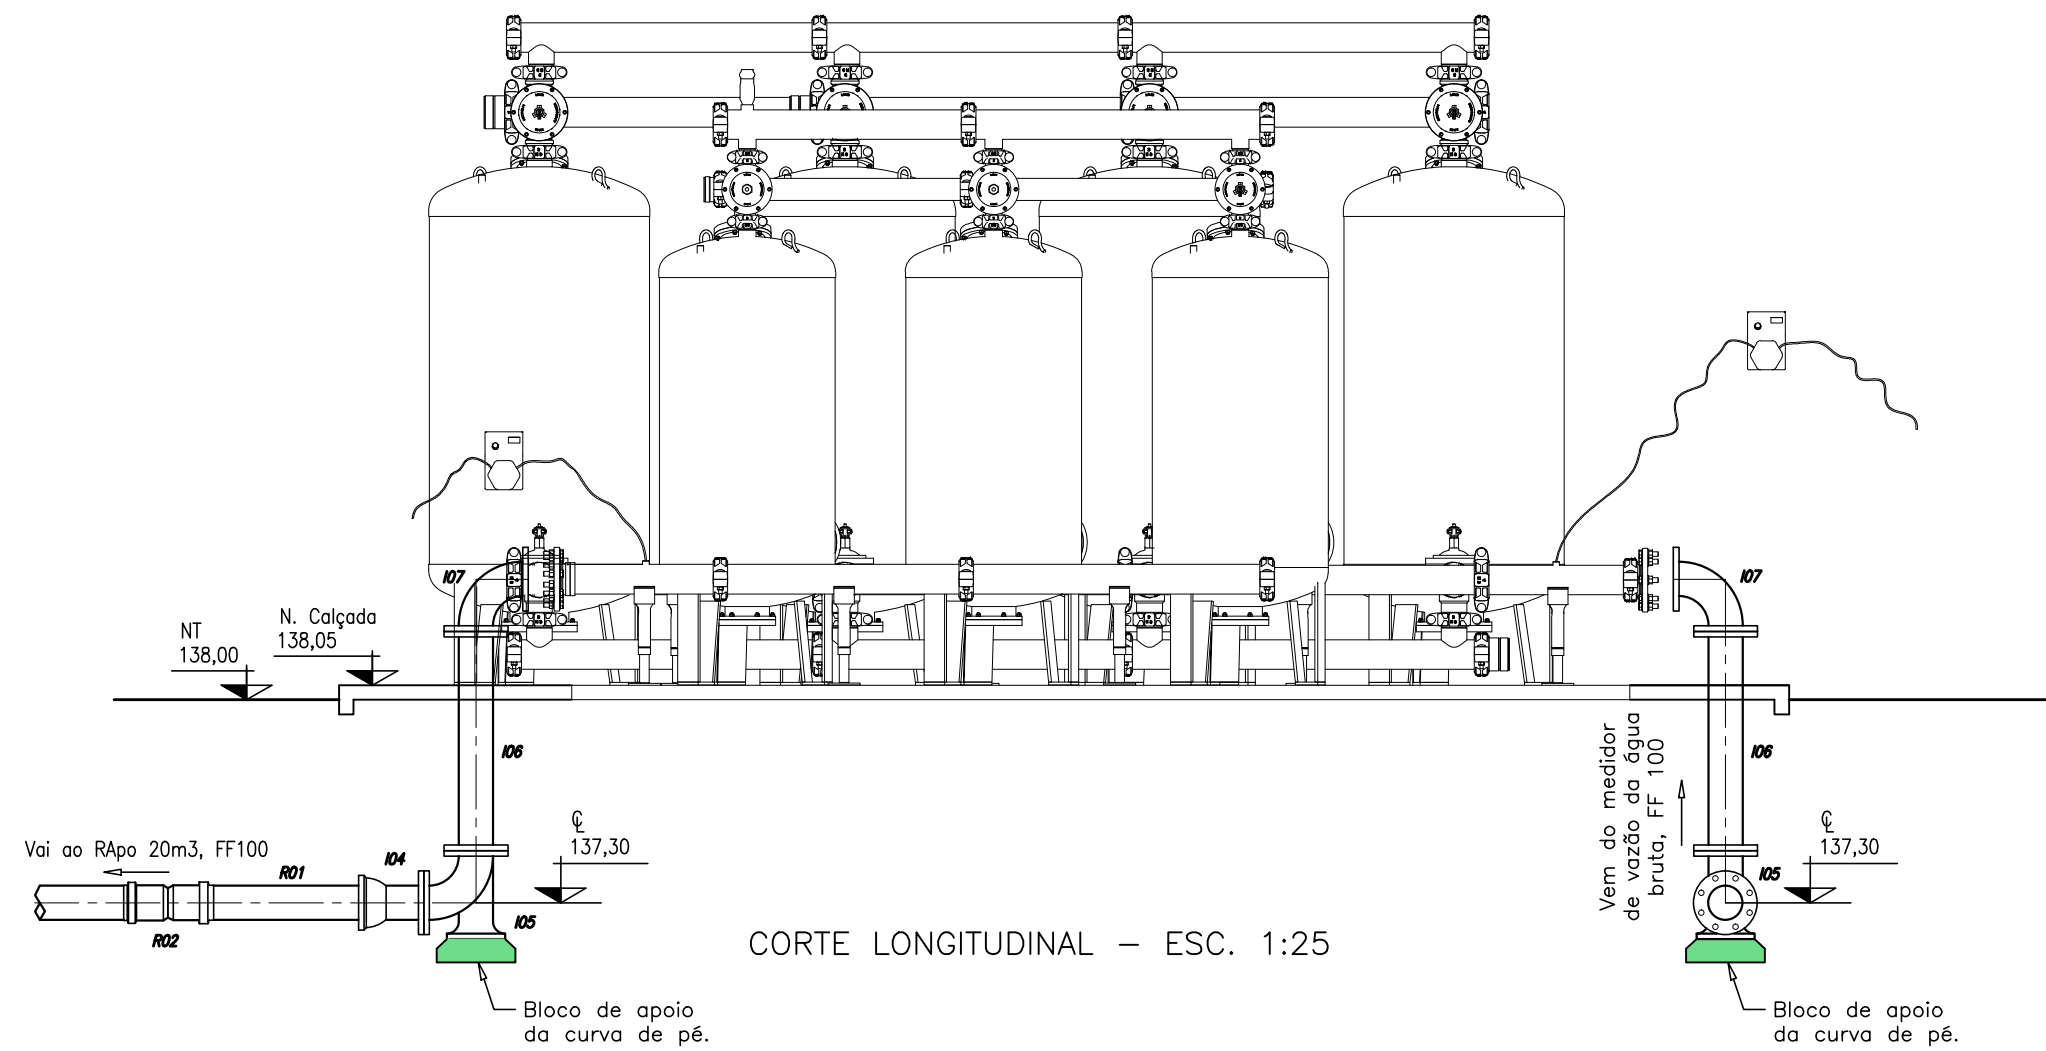 I07
I07
NT
138,00
N. Calçada
138,05
I06
I06
Vem do medidor
de vazão da água
bruta, FF 100
℄
137,30
℄
137,30
Vai ao RApo 20m3, FF100
R01
I04
I05
I05
R02
CORTE LONGITUDINAL – ESC. 1:25
Bloco de apoio
da curva de pé.
Bloco de apoio
da curva de pé.